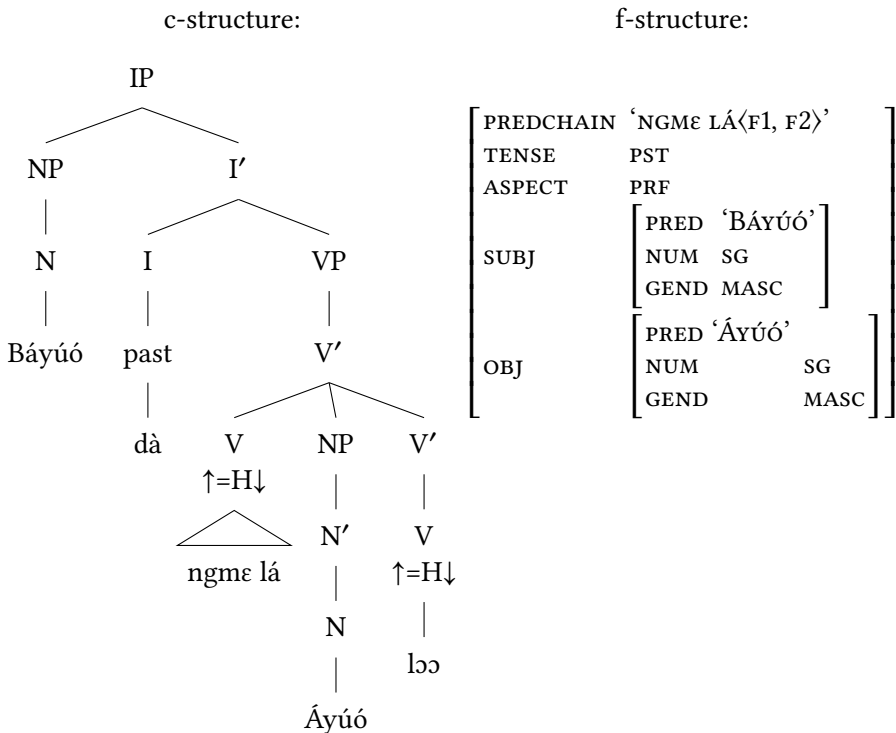 c-structure:
f-structure:
IP
NP I′
N I VP
Báyúó past V′
dà V NP V′
↑=H↓
ngmɛ lá
N′ V
↑=H↓
N
lɔɔ
Áyúó
PREDCHAIN ‘NGMɛ LÁ⟨F1, F2⟩’
TENSE PST
ASPECT PRF
SUBJ
PRED ‘BÁYÚÓ’
NUM SG
GEND MASC
OBJ
PRED ‘ÁYÚÓ’
NUM SG
GEND MASC